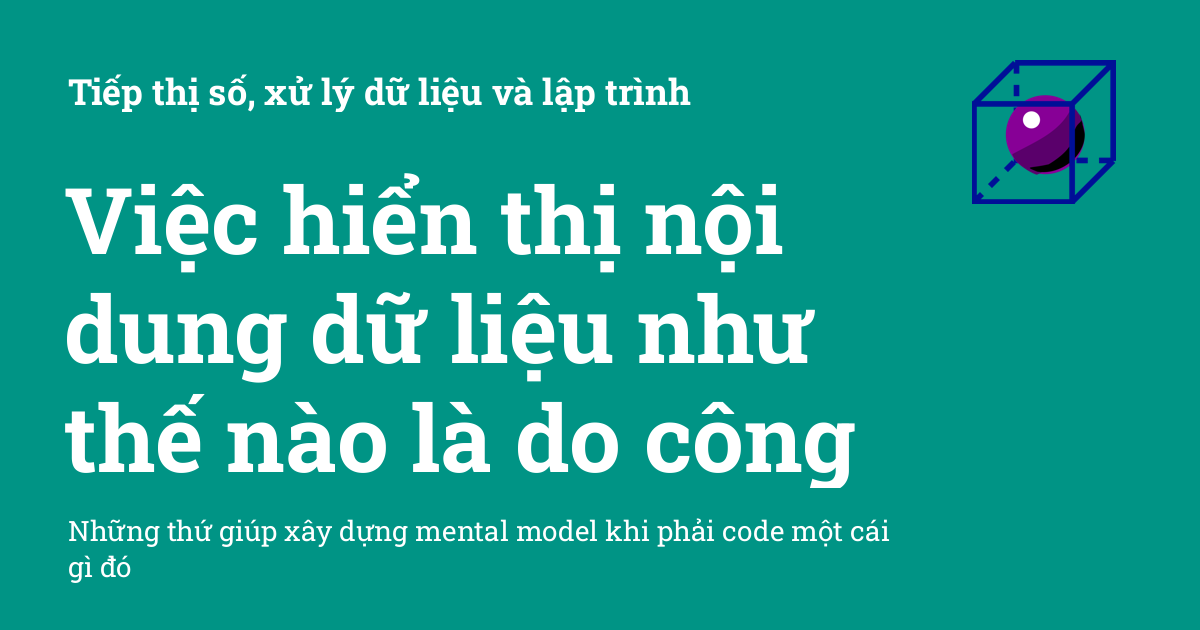 Tiếp thị số, xử lý dữ liệu và lập trình
Việc hiển thị nội
dung dữ liệu như
thế nào là do công
Những thứ giúp xây dựng mental model khi phải code một cái
gì đó